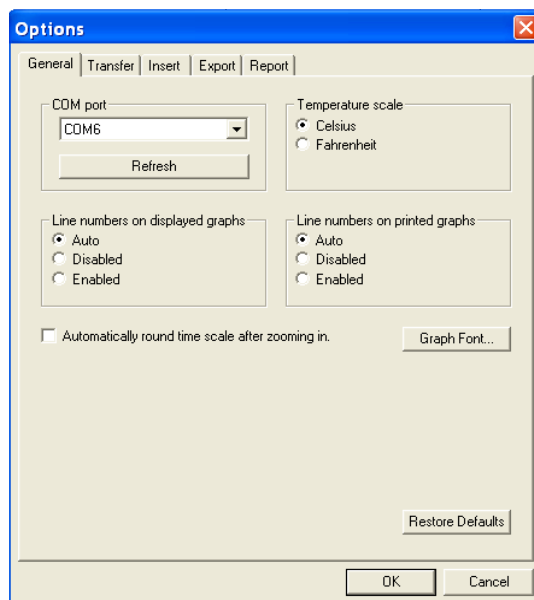 Options
General Transfer Insert Export Report
COM port
COM6
Refresh
Temperature scale
Celsius
Fahrenheit
Line numbers on displayed graphs
Auto
Disabled
Enabled
Line numbers on printed graphs
Auto
Disabled
Enabled
Automatically round time scale after zooming in.
Graph Font...
Restore Defaults
OK Cancel